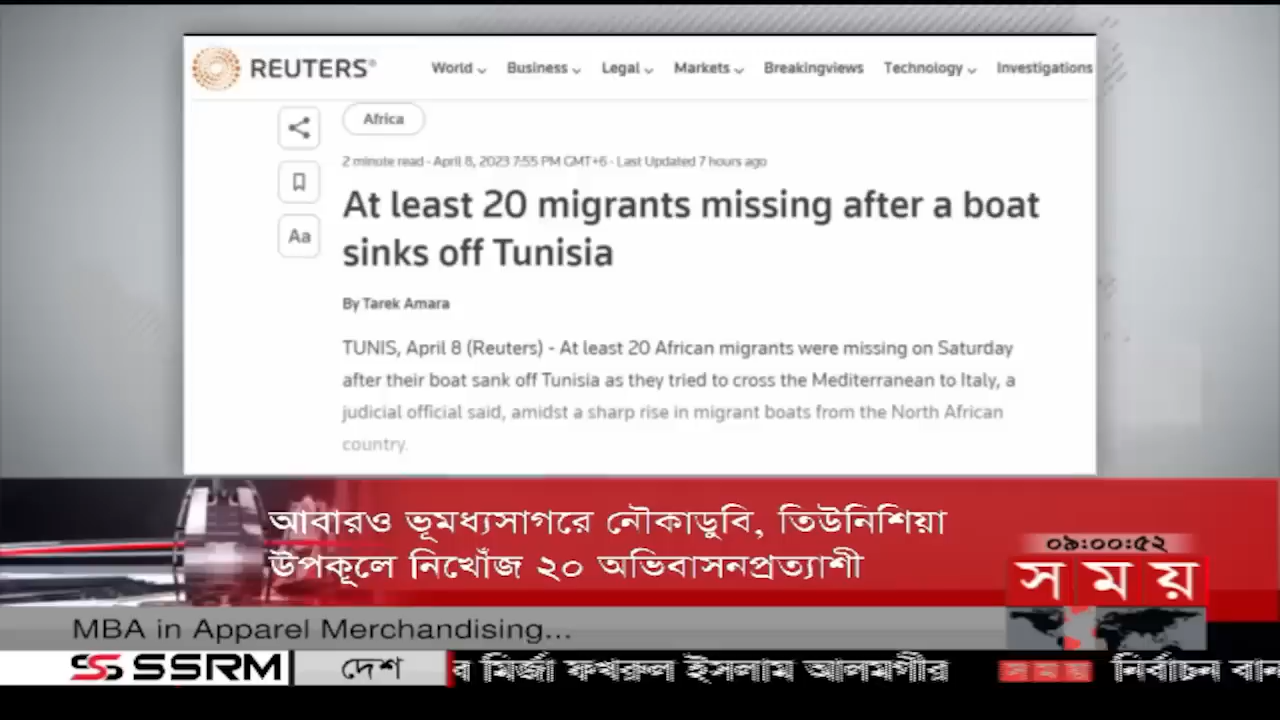 REUTERS®
World Business Legal Markets Breakingviews Technology Investigations
Africa
2 minute read · April 8, 2023 7:55 PM GMT+6 · Last Updated 7 hours ago
At least 20 migrants missing after a boat
sinks off Tunisia
Aa
By Tarek Amara
TUNIS, April 8 (Reuters) - At least 20 African migrants were missing on Saturday
after their boat sank off Tunisia as they tried to cross the Mediterranean to Italy, a
judicial official said, amidst a sharp rise in migrant boats from the North African
country.
আবারও ভূমধ্যসাগরে নৌকাডুবি, তিউনিশিয়া
উপকূলে নিখোঁজ ২০ অভিবাসনপ্রত্যাশী
০৯:০০:৫২
সময়
MBA in Apparel Merchandising...
SSRM দেশ র মির্জা ফখরুল ইসলাম আলমগীর সময় নির্বাচন